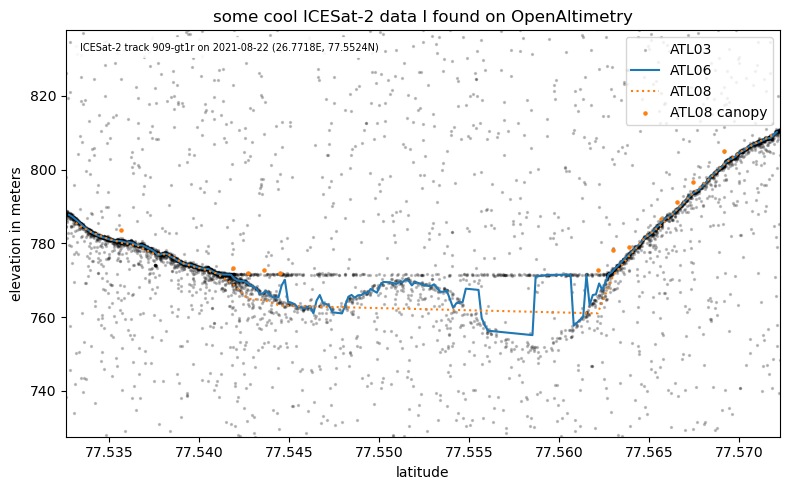 some cool ICESat-2 data I found on OpenAltimetry
ICESat-2 track 909-gt1r on 2021-08-22 (26.7718E, 77.5524N)
ATL03
ATL06
ATL08
ATL08 canopy
elevation in meters
820
800
780
760
740
77.535 77.540 77.545 77.550 77.555 77.560 77.565 77.570
latitude